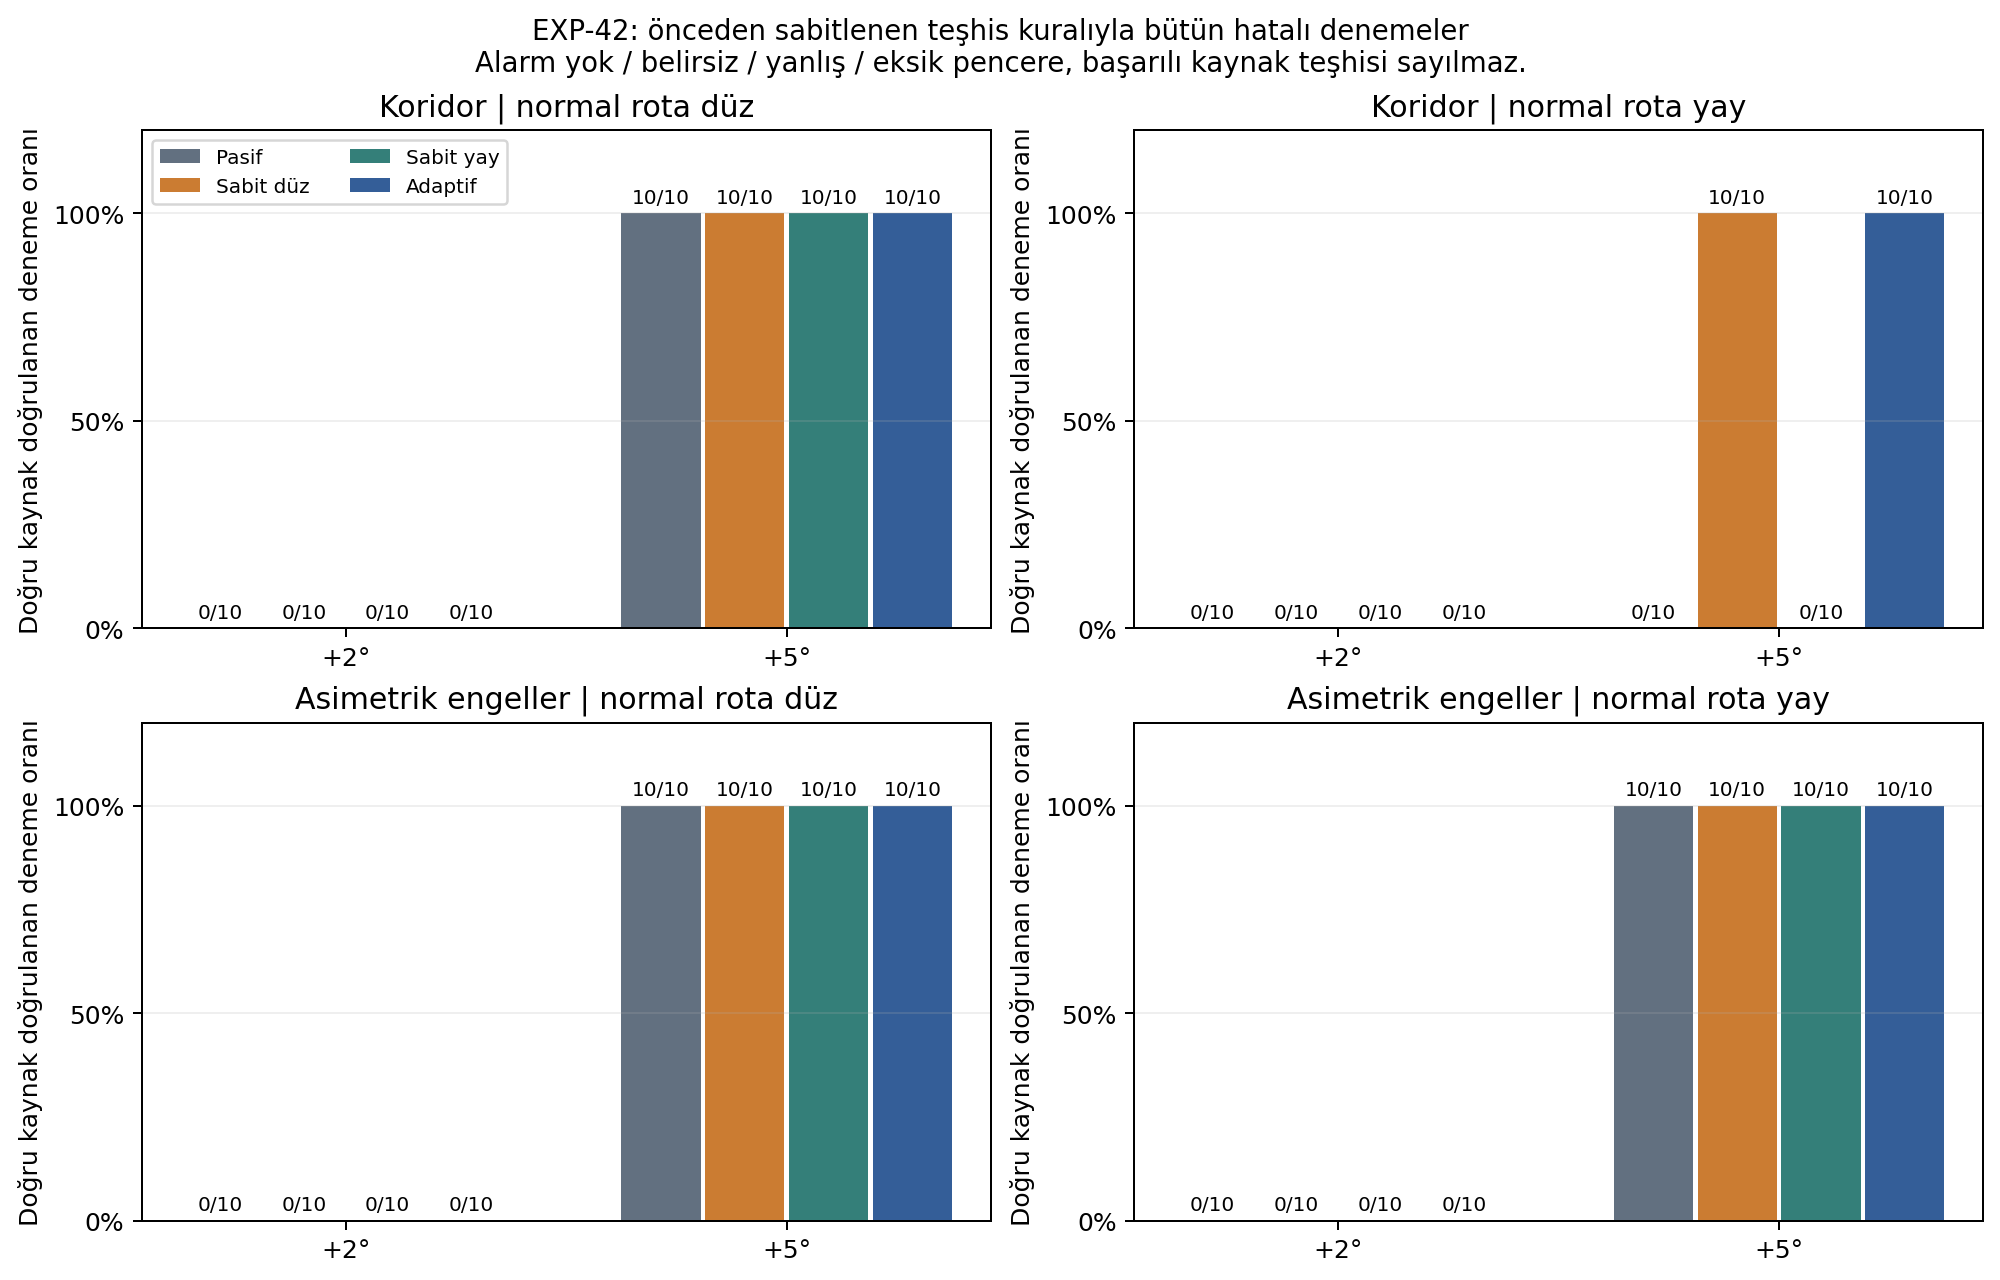 EXP-42: önceden sabitlenen teşhis kuralıyla bütün hatalı denemeler
Alarm yok / belirsiz / yanlış / eksik pencere, başarılı kaynak teşhisi sayılmaz.
Koridor | normal rota düz
Doğru kaynak doğrulanan deneme oranı
100%
50%
0%
Pasif
Sabit düz
Sabit yay
Adaptif
10/10 10/10 10/10 10/10
0/10 0/10 0/10 0/10
+2° +5°
Koridor | normal rota yay
Doğru kaynak doğrulanan deneme oranı
100%
50%
0%
10/10 10/10
0/10 0/10 0/10 0/10 0/10 0/10
+2° +5°
Asimetrik engeller | normal rota düz
Doğru kaynak doğrulanan deneme oranı
100%
50%
0%
10/10 10/10 10/10 10/10
0/10 0/10 0/10 0/10
+2° +5°
Asimetrik engeller | normal rota yay
Doğru kaynak doğrulanan deneme oranı
100%
50%
0%
10/10 10/10 10/10 10/10
0/10 0/10 0/10 0/10
+2° +5°